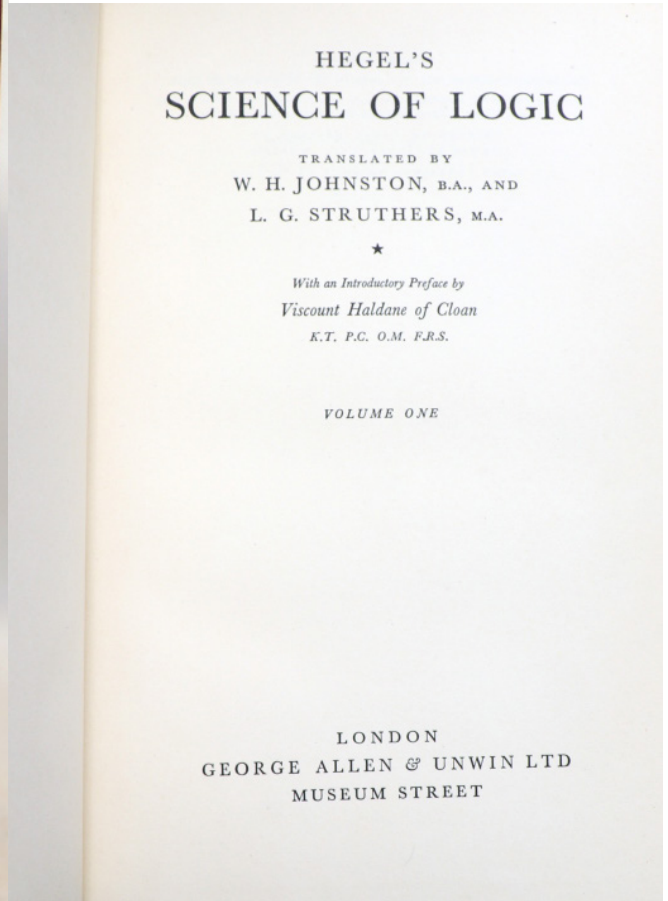 HEGEL'S
SCIENCE OF LOGIC
TRANSLATED BY
W. H. JOHNSTON, B.A., AND
L. G. STRUTHERS, M.A.
★
With an Introductory Preface by
Viscount Haldane of Cloan
K.T. P.C. O.M. F.R.S.
VOLUME ONE
LONDON
GEORGE ALLEN & UNWIN LTD
MUSEUM STREET